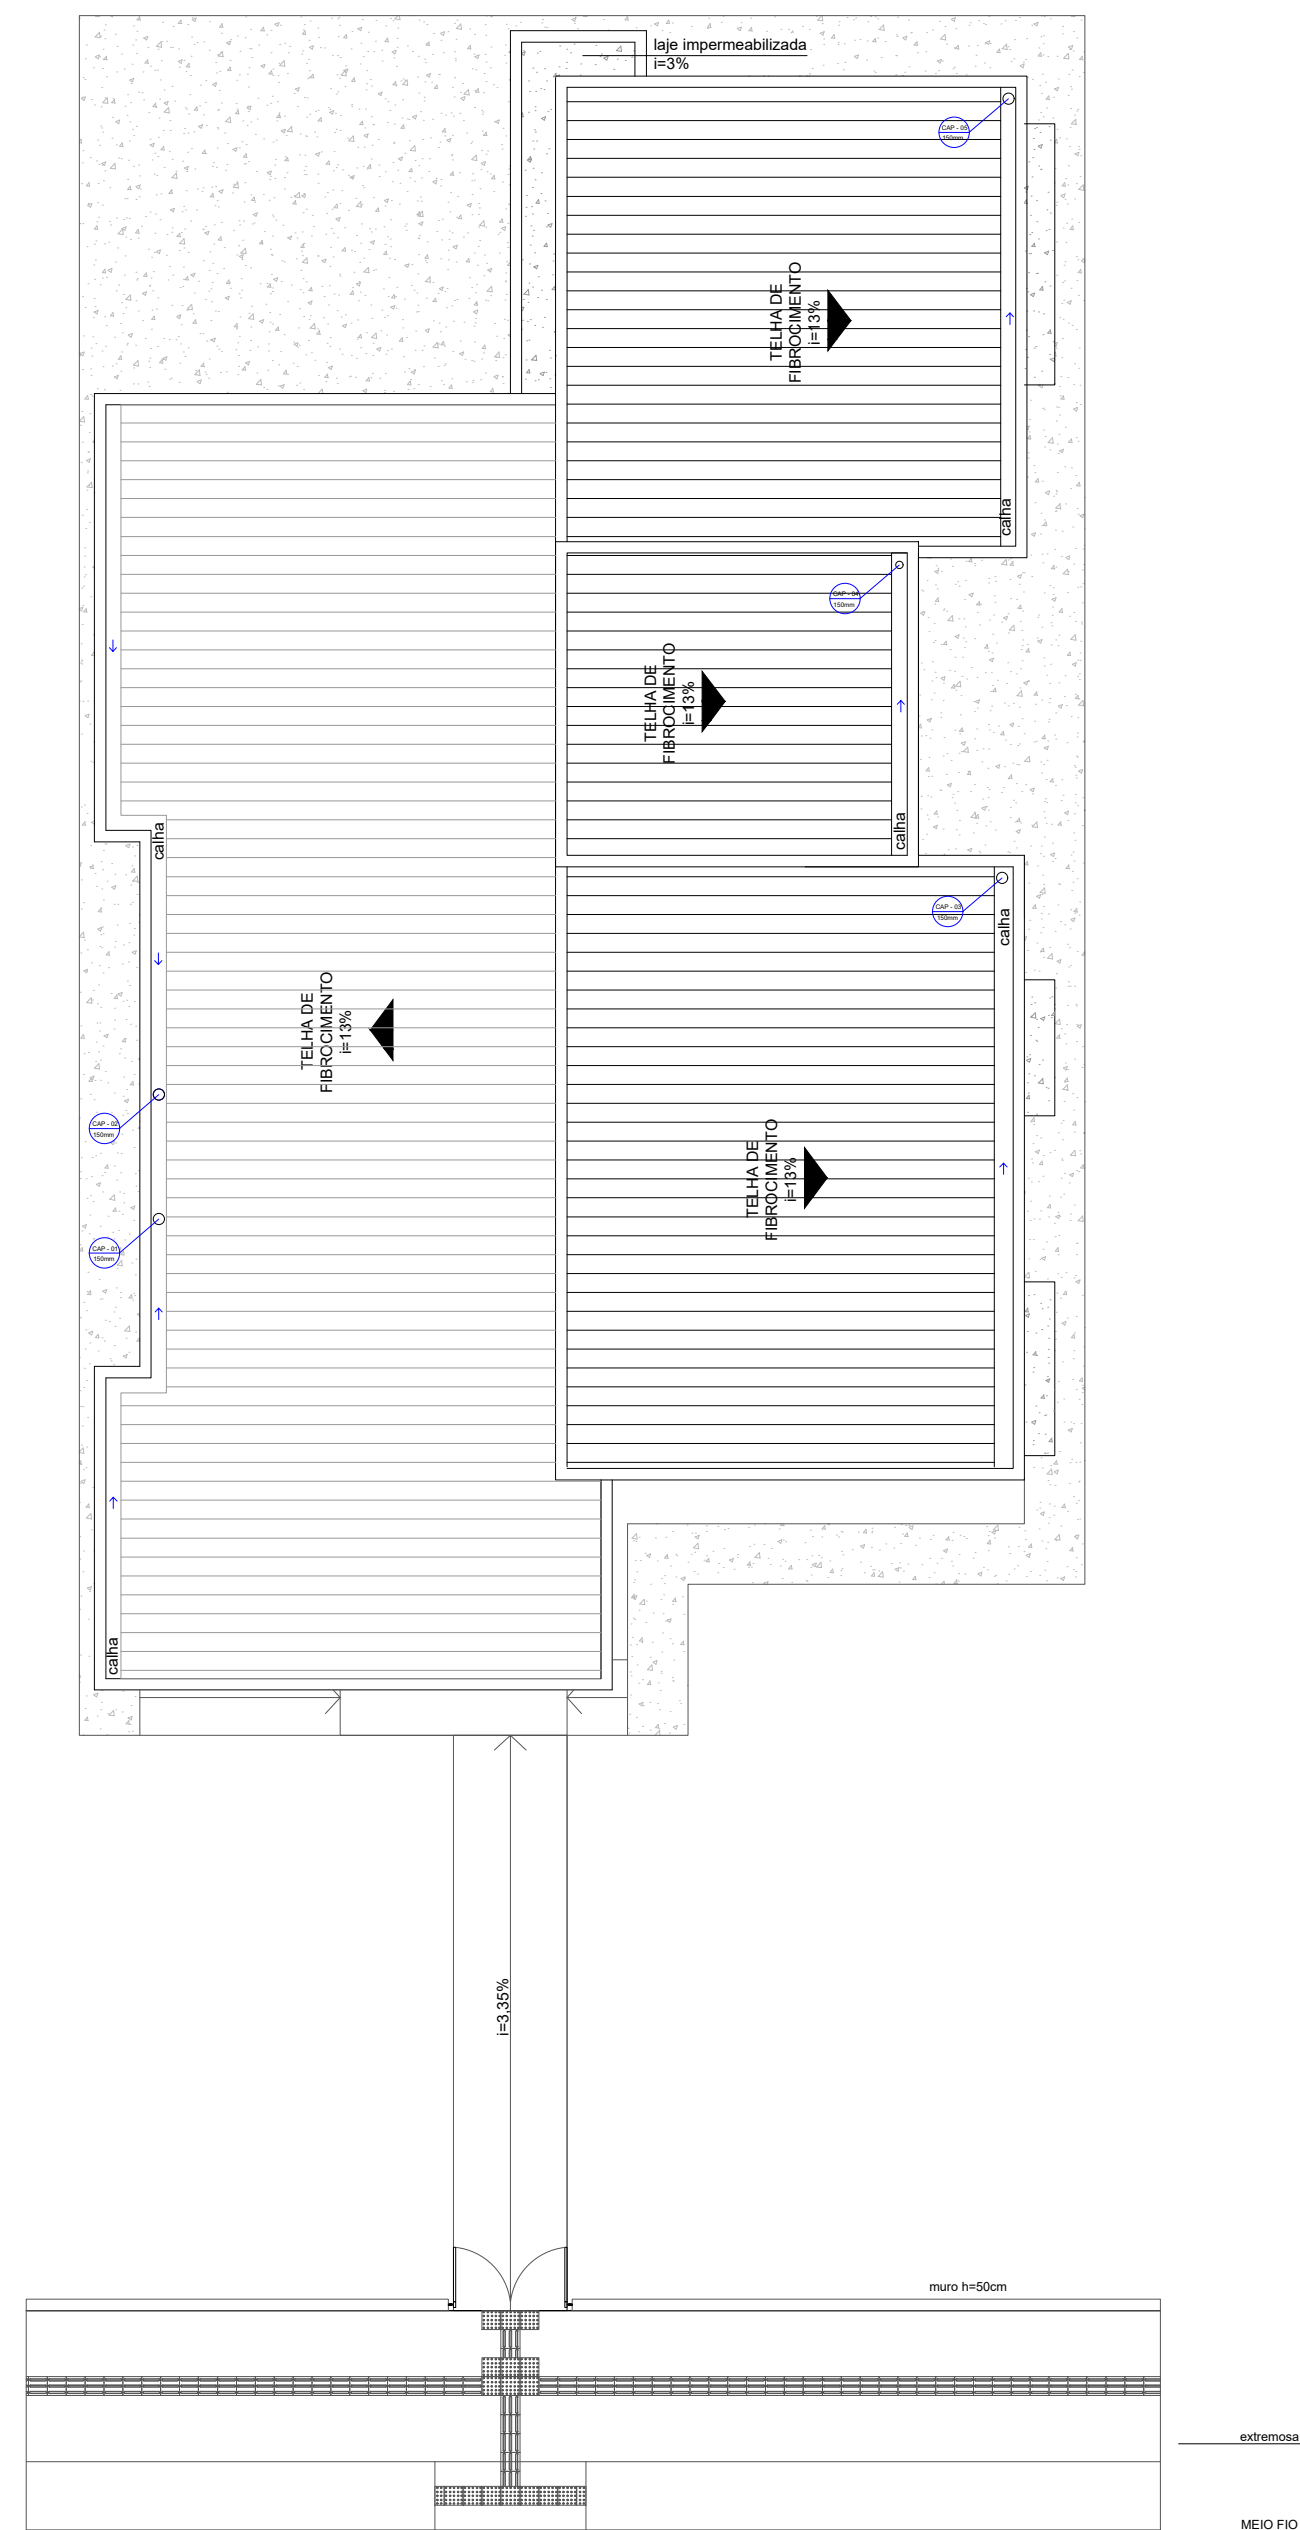 laje impermeabilizada
i=3%
CAP - 05
150mm
TELHA DE
FIBROCIMENTO
i=13%
calha
CAP - 04
150mm
TELHA DE
FIBROCIMENTO
i=13%
calha
calha
CAP - 03
150mm
calha
TELHA DE
FIBROCIMENTO
i=13%
CAP - 02
150mm
TELHA DE
FIBROCIMENTO
i=13%
CAP - 01
150mm
calha
i=3,35%
muro h=50cm
extremosa
MEIO FIO